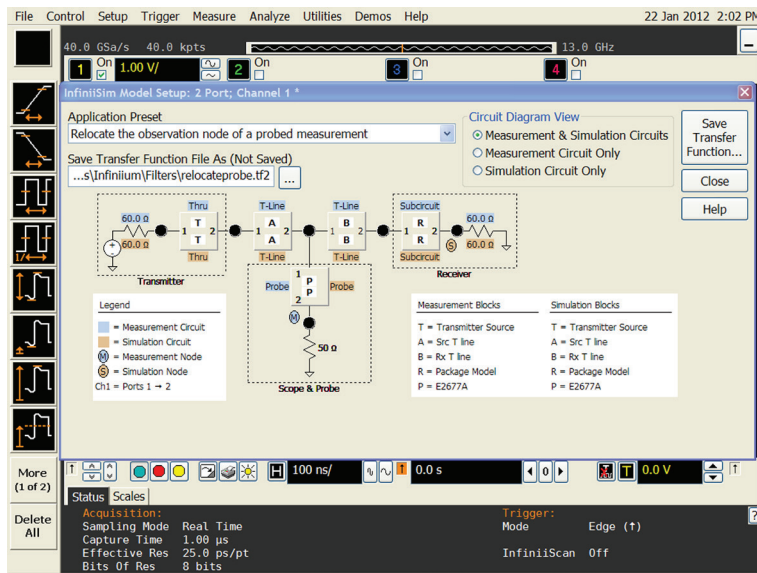 File Control Setup Trigger Measure Analyze Utilities Demos Help 22 Jan 2012 2:02 PM
40.0 GSa/s 40.0 kpts 13.0 GHz
1 On 1.00 V/ 2 On 3 On 4 On
InfiniiSim Model Setup: 2 Port; Channel 1 *
Application Preset
Relocate the observation node of a probed measurement
Save Transfer Function File As (Not Saved)
...s\Infiniium\Filters\relocateprobe.tf2 ...
Circuit Diagram View
Measurement & Simulation Circuits
Measurement Circuit Only
Simulation Circuit Only
Save
Transfer
Function...
Close
Help
Thru T-Line T-Line Subcircuit
60.0 Ω 1 T 2 1 A 2 1 B 2 1 R 2 60.0 Ω
60.0 Ω T A B R S 60.0 Ω
Thru T-Line T-Line Subcircuit
Transmitter Receiver
1
Probe P Probe
P
2
M
50 Ω
Scope & Probe
Legend
= Measurement Circuit
= Simulation Circuit
M = Measurement Node
S = Simulation Node
Ch1 = Ports 1 → 2
Measurement Blocks Simulation Blocks
T = Transmitter Source T = Transmitter Source
A = Src T line A = Src T line
B = Rx T line B = Rx T line
R = Package Model R = Package Model
P = E2677A P = E2677A
1/
More
(1 of 2)
Delete
All
H 100 ns/ 0.0 s 0 T 0.0 V
Status Scales
Acquisition: Trigger:
Sampling Mode Real Time Mode Edge (↑)
Capture Time 1.00 µs
Effective Res 25.0 ps/pt InfiniiScan Off
Bits Of Res 8 bits
?